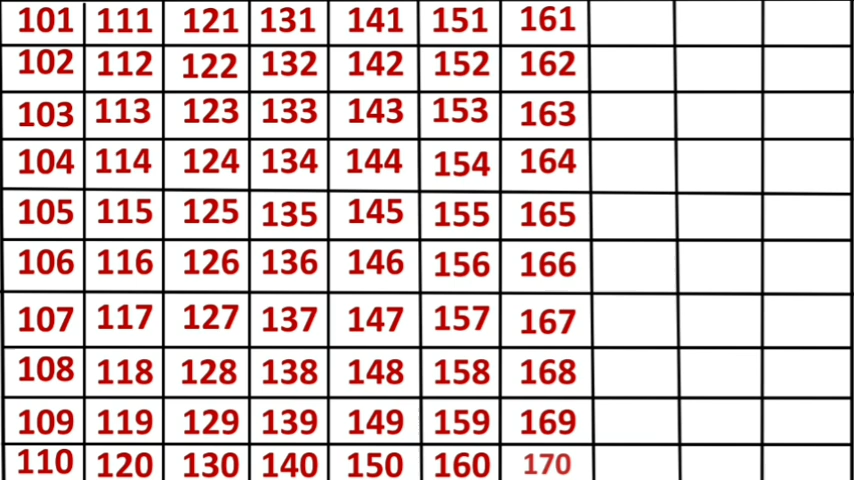 101 111 121 131 141 151 161
102 112 122 132 142 152 162
103 113 123 133 143 153 163
104 114 124 134 144 154 164
105 115 125 135 145 155 165
106 116 126 136 146 156 166
107 117 127 137 147 157 167
108 118 128 138 148 158 168
109 119 129 139 149 159 169
110 120 130 140 150 160 170